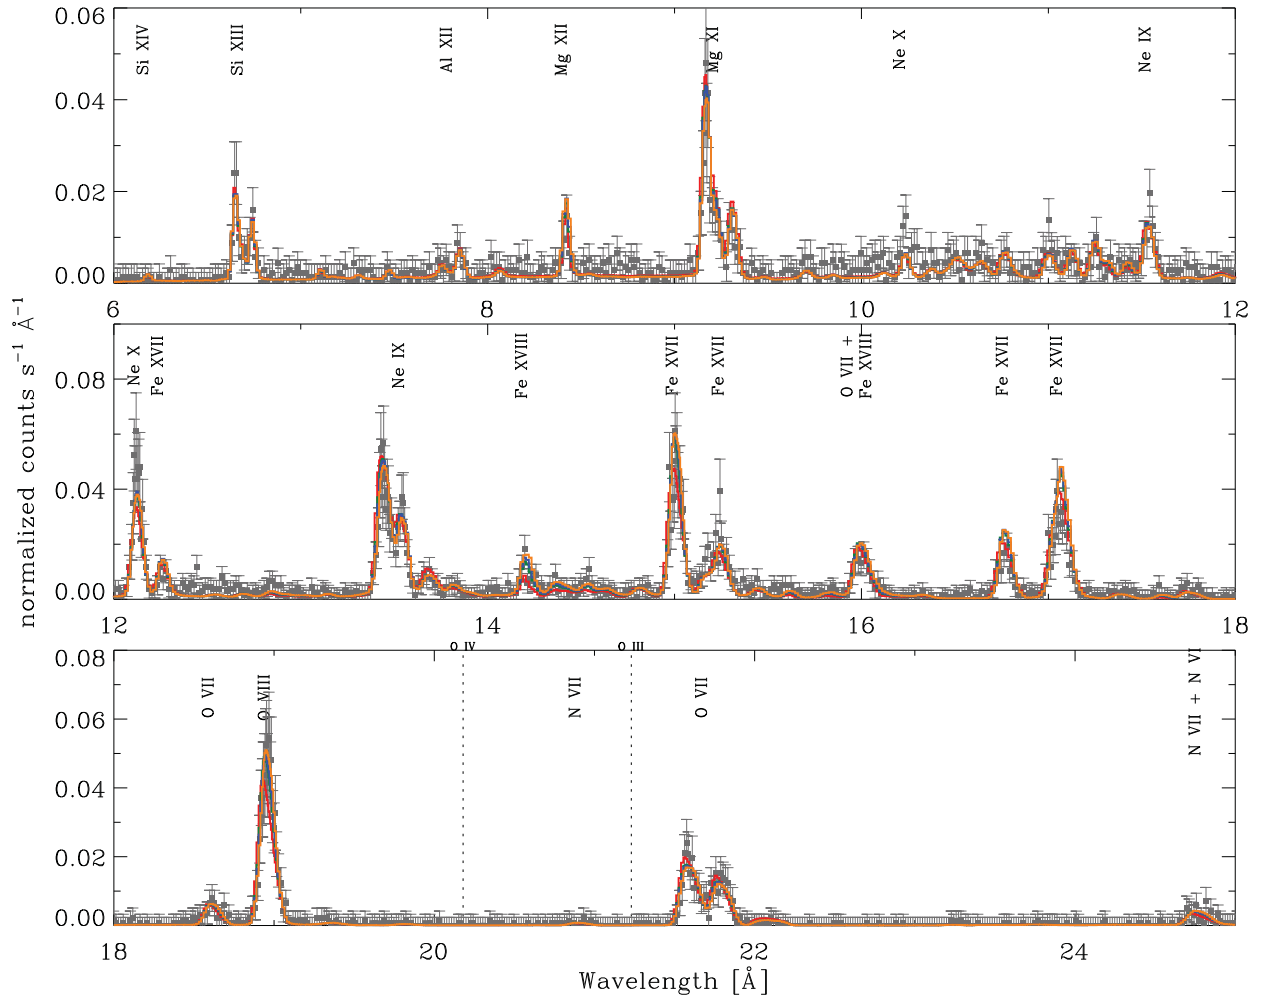 Si XIV
Si XIII
Al XII
Mg XII
Mg XI
Ne X
Ne IX
0.06
0.04
0.02
0.00
6 8 10 12
Ne X
Fe XVII
Ne IX
Fe XVIII
Fe XVII
Fe XVII
O VII +
Fe XVIII
Fe XVII
Fe XVII
0.08
0.04
0.00
12 14 16 18
normalized counts s⁻¹ Å⁻¹
O IV
O III
O VII
O VIII
N VII
O VII
N VII + N VI
0.08
0.06
0.04
0.02
0.00
18 20 22 24
Wavelength [Å]